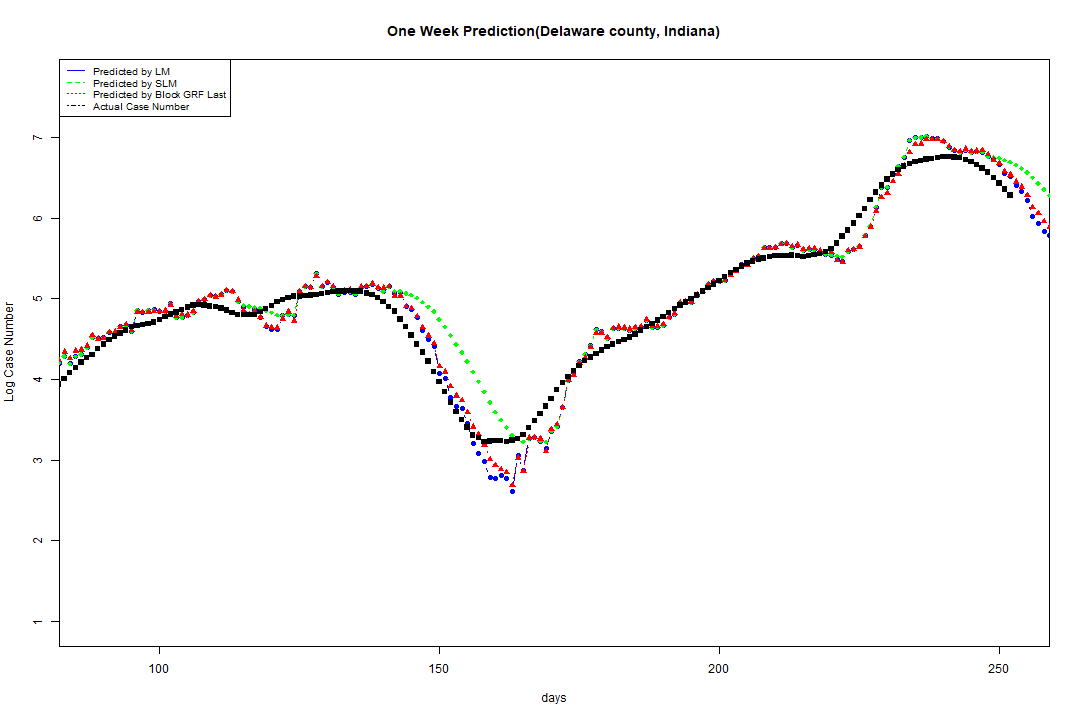 One Week Prediction(Delaware county, Indiana)
Predicted by LM
Predicted by SLM
Predicted by Block GRF Last
Actual Case Number
7
6
5
4
3
2
1
Log Case Number
100
150
200
250
days